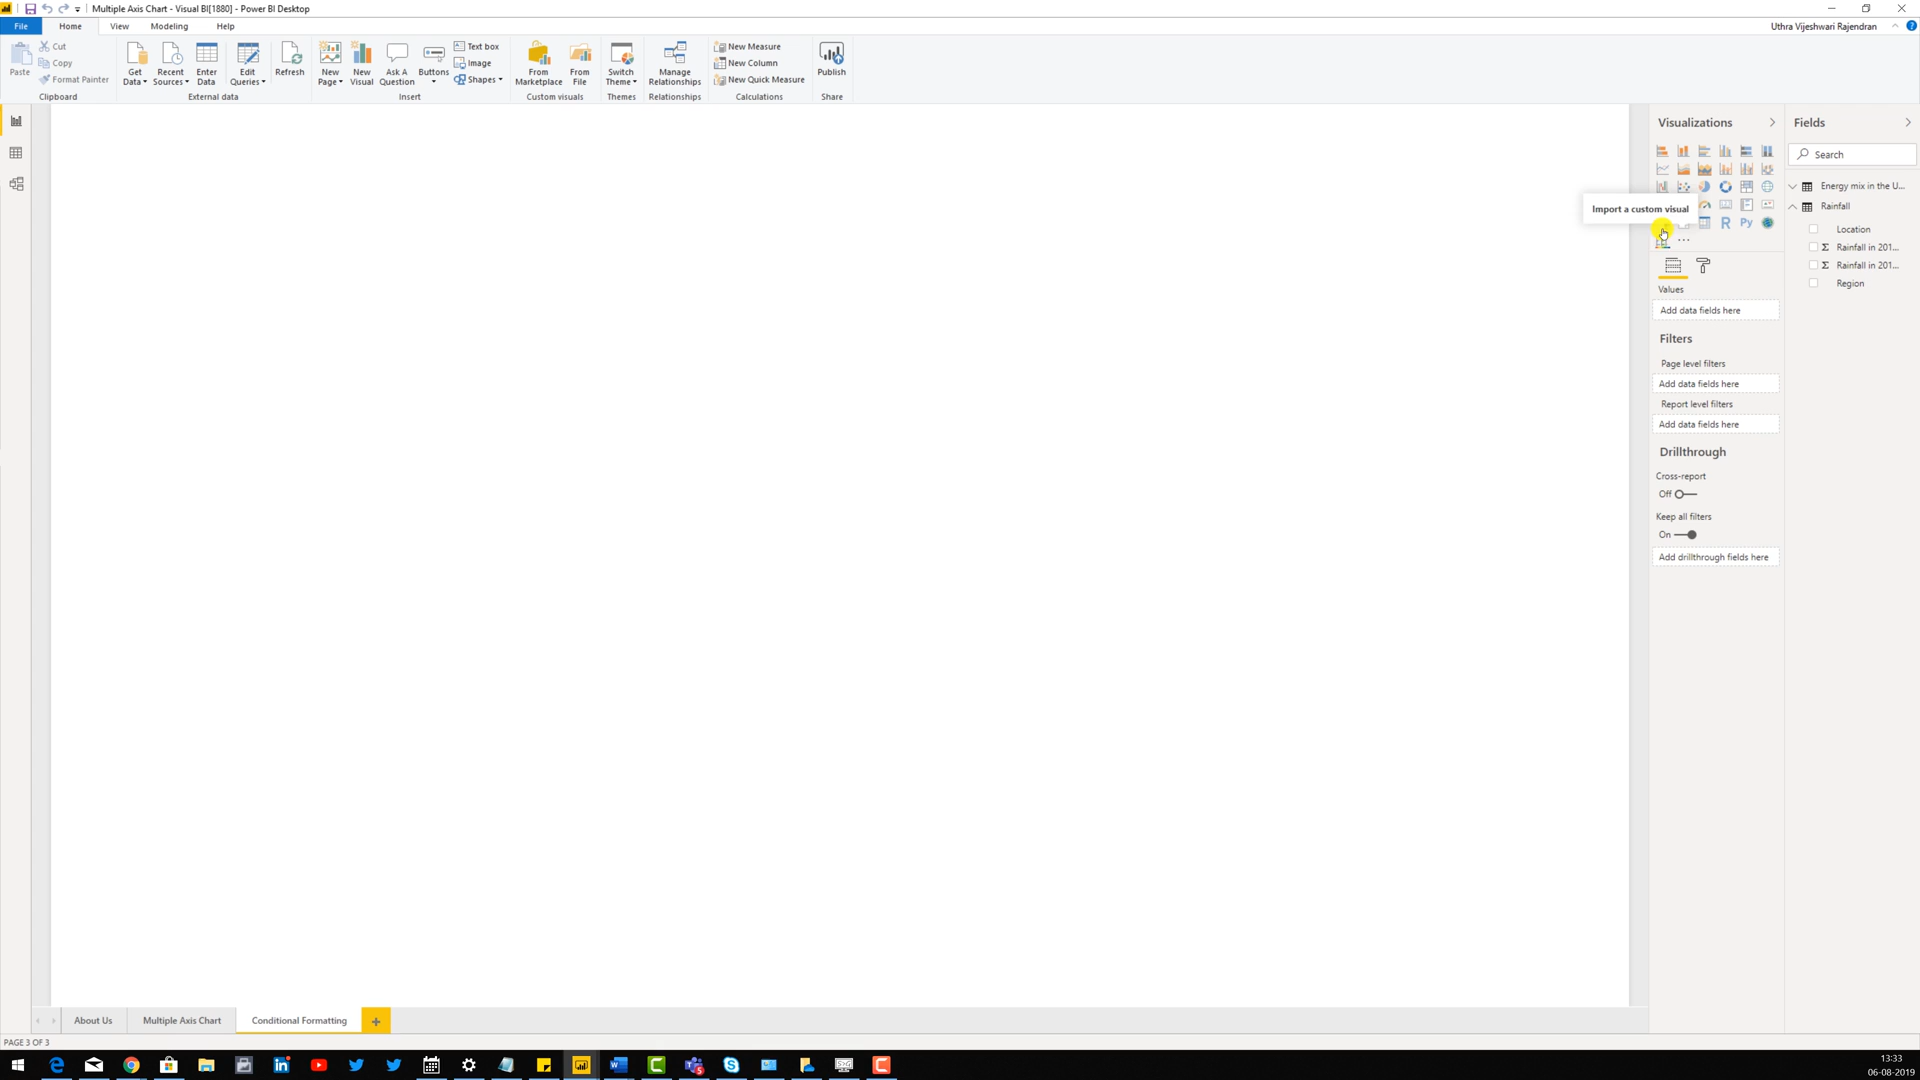 Multiple Axis Chart - Visual BI[1880] - Power BI Desktop
File Home View Modeling Help
Uthra Vijeshwari Rajendran
Paste
Cut
Copy
Format Painter
Clipboard
Get Data
Recent Sources
Enter Data
Edit Queries
External data
Refresh
New Page
New Visual
Ask A Question
Buttons
Text box
Image
Shapes
Insert
From Marketplace
From File
Custom visuals
Switch Theme
Themes
Manage Relationships
Relationships
New Measure
New Column
New Quick Measure
Calculations
Publish
Share
Visualizations
Import a custom visual
R Py
...
Values
Add data fields here
Filters
Page level filters
Add data fields here
Report level filters
Add data fields here
Drillthrough
Cross-report
Off
Keep all filters
On
Add drillthrough fields here
Fields
Search
Energy mix in the U...
Rainfall
Location
Rainfall in 201...
Rainfall in 201...
Region
About Us Multiple Axis Chart Conditional Formatting +
PAGE 3 OF 3
13:33
06-08-2019